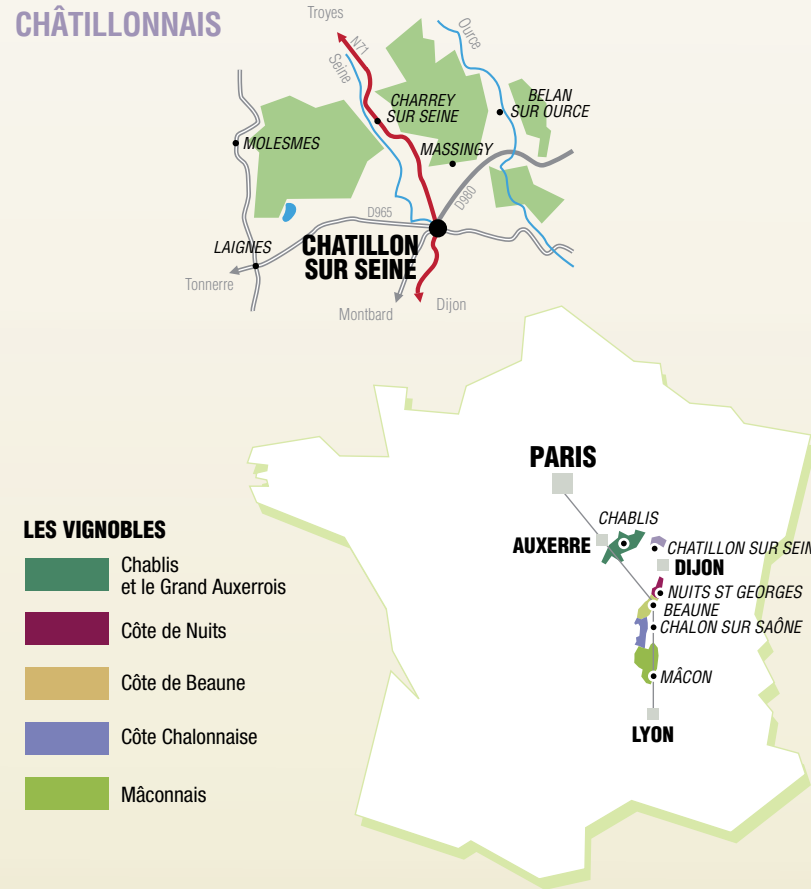 CHÂTILLONNAIS
Troyes
N71
Ource
Seine
CHARREY
SUR SEINE
BELAN
SUR OURCE
MOLESMES
MASSINGY
D980
D965
LAIGNES
CHATILLON
SUR SEINE
Tonnerre
Montbard
Dijon
PARIS
CHABLIS
AUXERRE
CHATILLON SUR SEIN
DIJON
NUITS ST GEORGES
BEAUNE
CHALON SUR SAÔNE
MÂCON
LYON
LES VIGNOBLES
Chablis
et le Grand Auxerrois
Côte de Nuits
Côte de Beaune
Côte Chalonnaise
Mâconnais